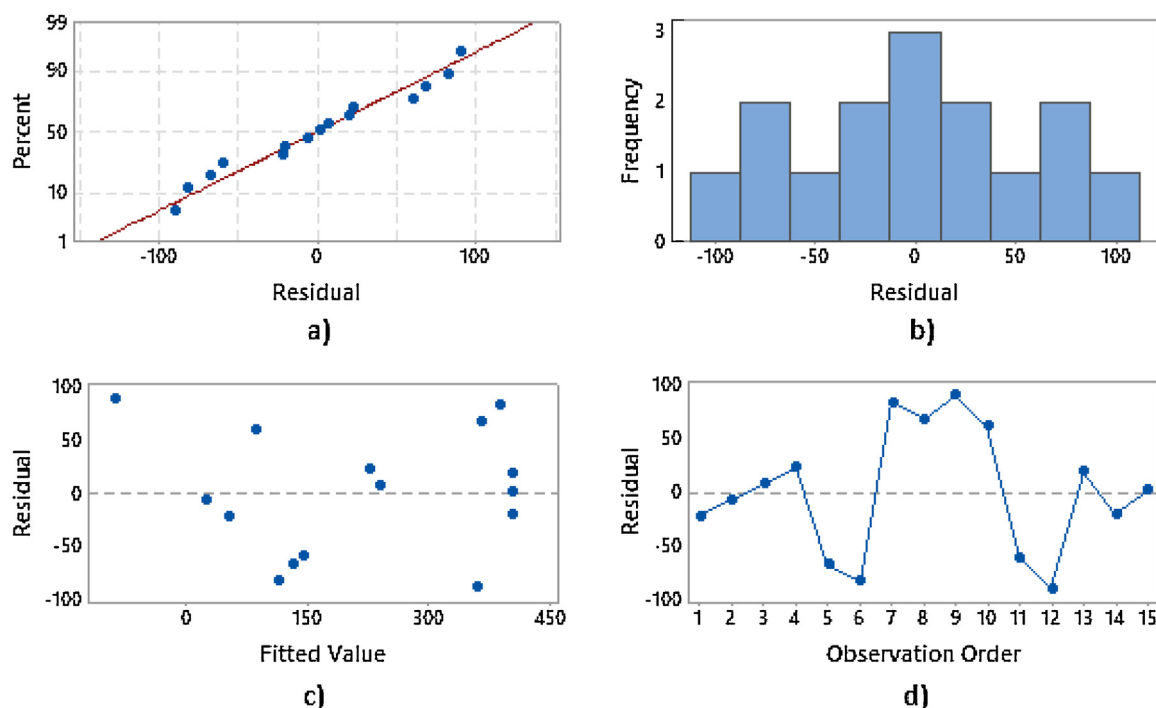 99
90
50
10
1
Percent
-100 0 100
Residual
a)
3
2
1
0
Frequency
-100 -50 0 50 100
Residual
b)
100
50
0
-50
-100
Residual
0 150 300 450
Fitted Value
c)
100
50
0
-50
-100
Residual
1 2 3 4 5 6 7 8 9 10 11 12 13 14 15
Observation Order
d)